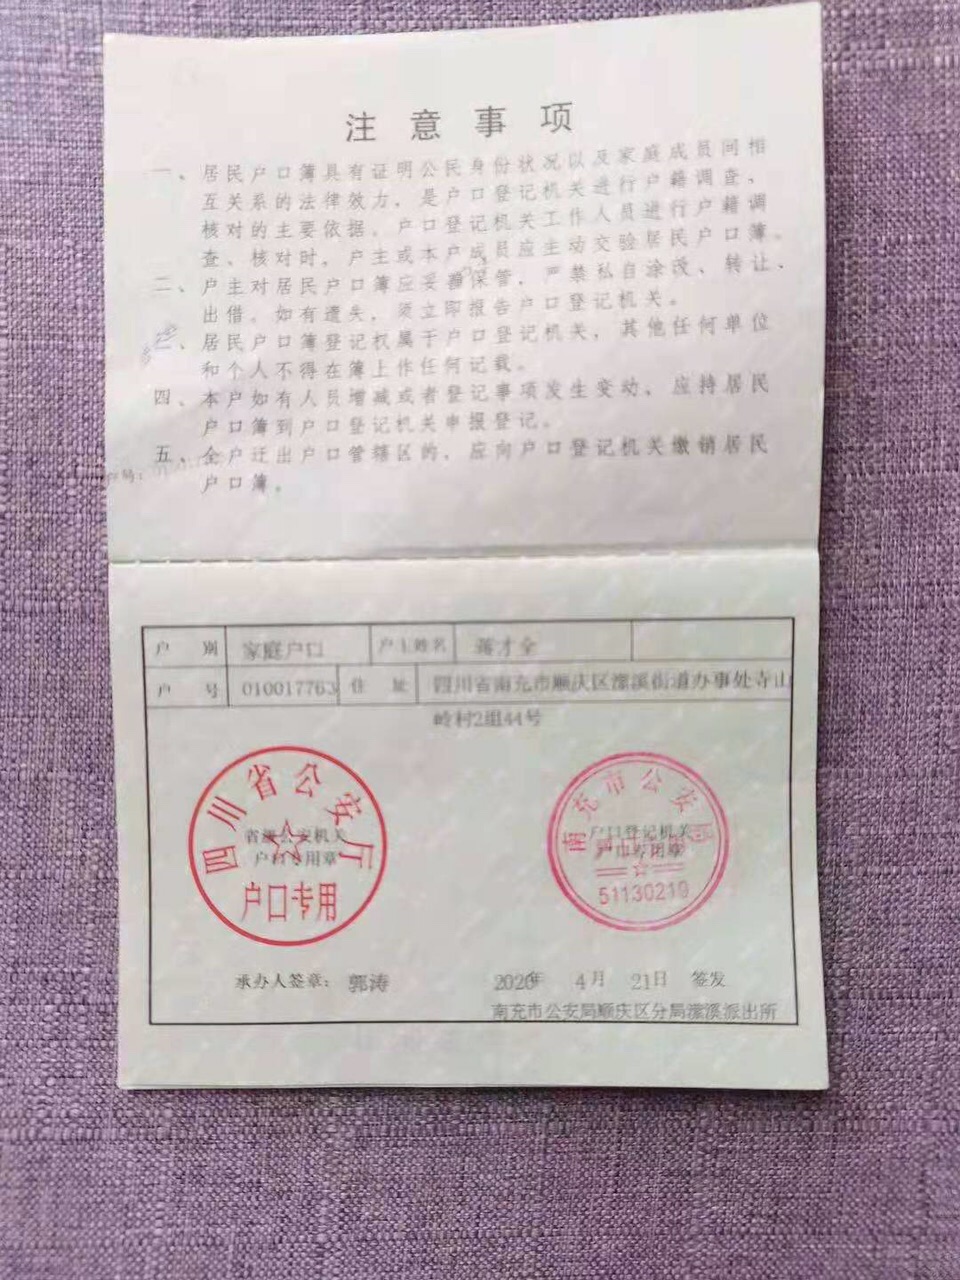 注意事项
一、居民户口簿具有证明公民身份状况以及家庭成员间相
互关系的法律效力，是户口登记机关进行户籍调查、
核对的主要依据。户口登记机关工作人员进行户籍调
查、核对时，户主或本户成员应主动交验居民户口簿。
二、户主对居民户口簿应妥善保管，严禁私自涂改、转让、
出借。如有遗失，须立即报告户口登记机关。
三、居民户口簿登记权属于户口登记机关，其他任何单位
和个人不得在簿上作任何记载。
四、本户如有人员增减或者登记事项发生变动，应持居民
户口簿到户口登记机关申报登记。
五、全户迁出户口管辖区的，应向户口登记机关缴销居民
户口簿。
户号：
户 别 家庭户口 户主姓名 蒋才全
户 号 010017763 住 址 四川省南充市顺庆区潆溪街道办事处寺山
岭村2组44号
四川省公安厅
省级公安机关
户口专用章
户口专用
南充市公安局
户口登记机关
户口专用章
51130219
承办人签章：郭涛 2020年 4月 21日 签发
南充市公安局顺庆区分局潆溪派出所